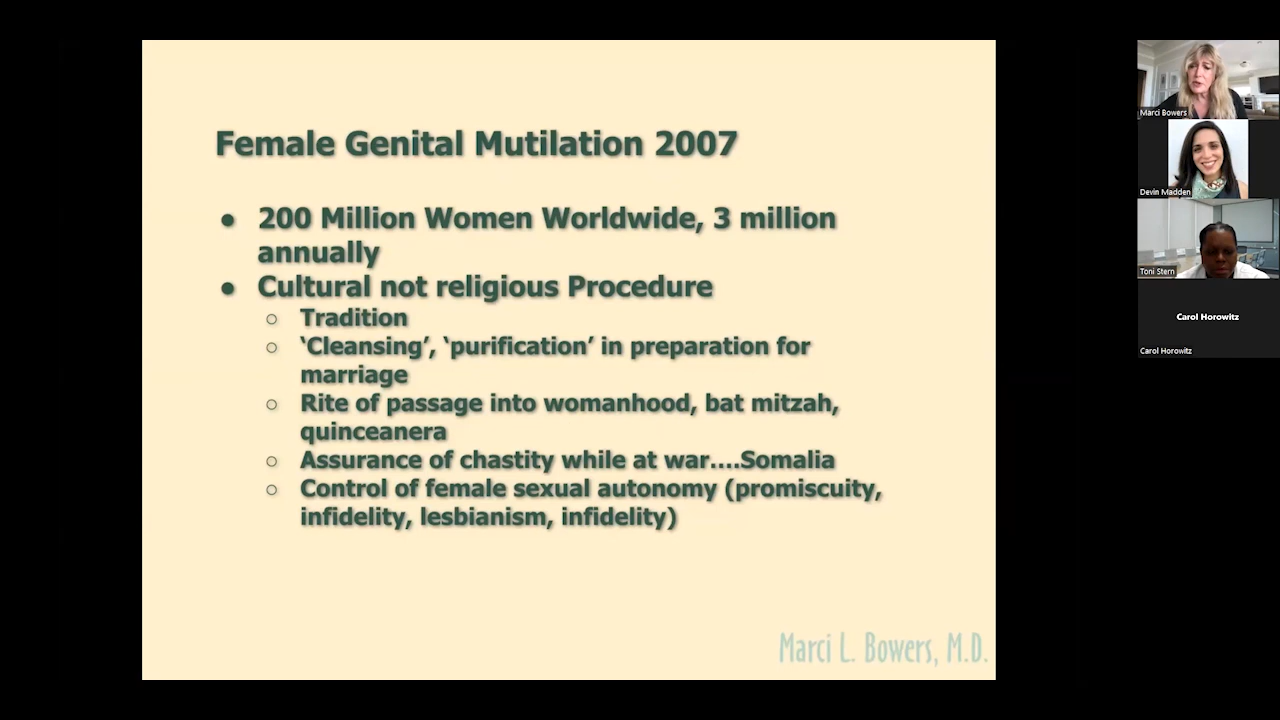 Female Genital Mutilation 2007
● 200 Million Women Worldwide, 3 million
annually
● Cultural not religious Procedure
○ Tradition
○ ‘Cleansing’, ‘purification’ in preparation for
marriage
○ Rite of passage into womanhood, bat mitzah,
quinceanera
○ Assurance of chastity while at war....Somalia
○ Control of female sexual autonomy (promiscuity,
infidelity, lesbianism, infidelity)
Marci L. Bowers, M.D.
Marci Bowers
Devin Madden
Toni Stern
Carol Horowitz
Carol Horowitz